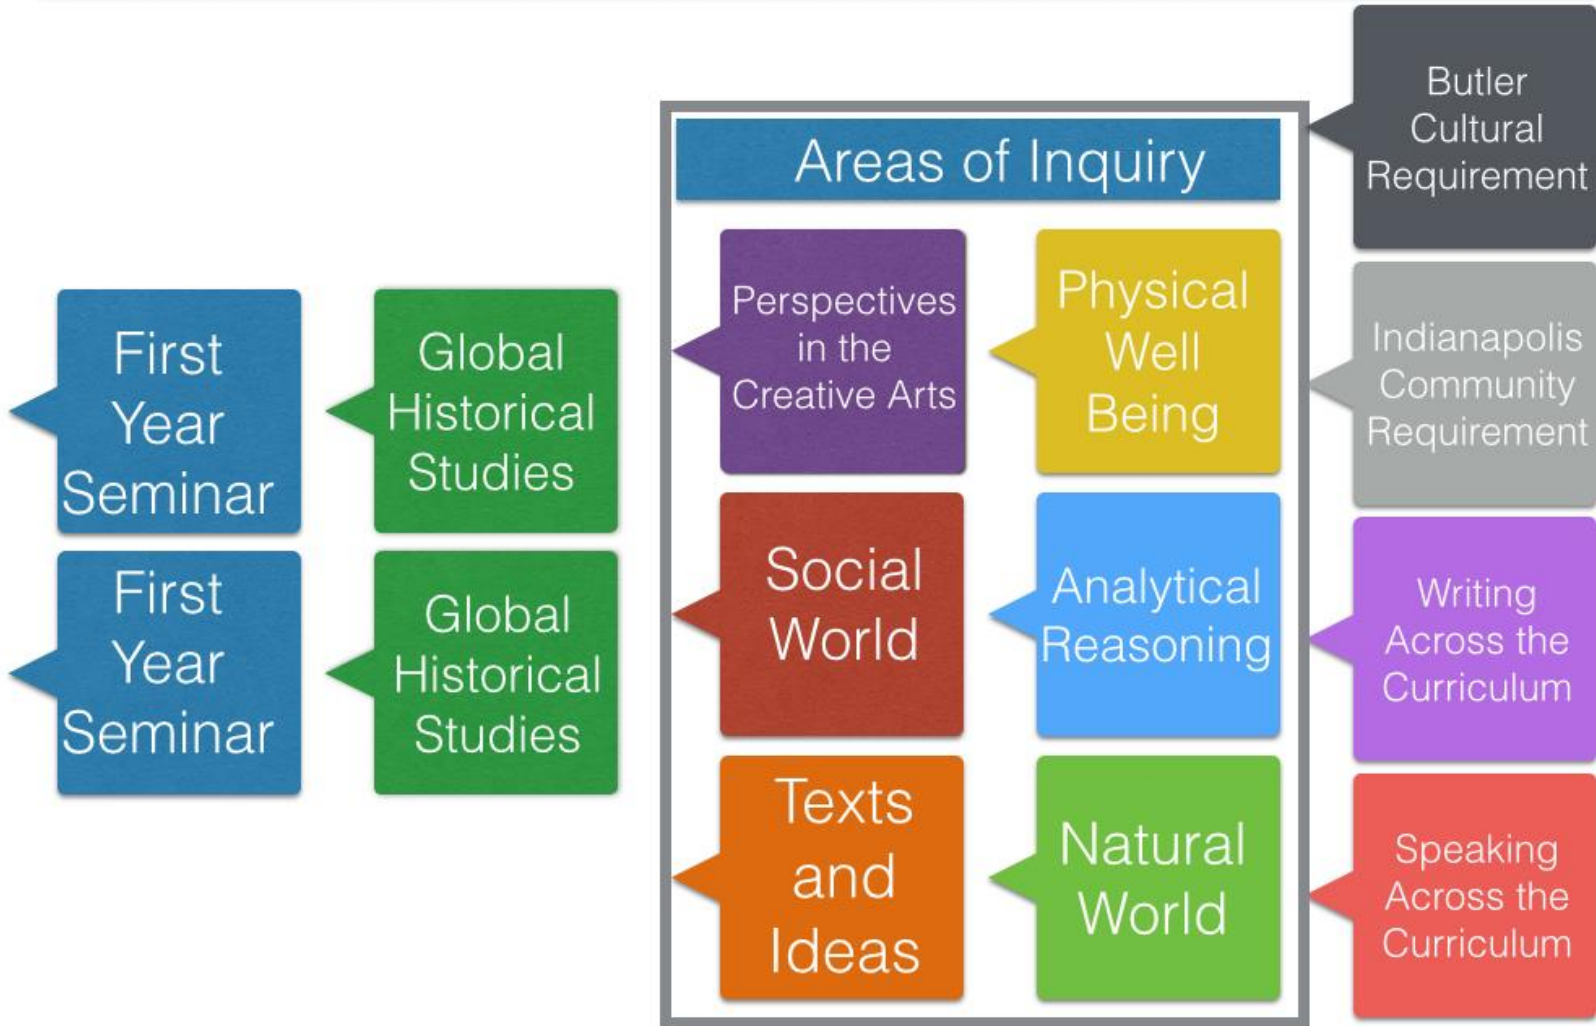 First
Year
Seminar
First
Year
Seminar
Global
Historical
Studies
Global
Historical
Studies
Areas of Inquiry
Perspectives
in the
Creative Arts
Physical
Well
Being
Social
World
Analytical
Reasoning
Texts
and
Ideas
Natural
World
Butler
Cultural
Requirement
Indianapolis
Community
Requirement
Writing
Across the
Curriculum
Speaking
Across the
Curriculum